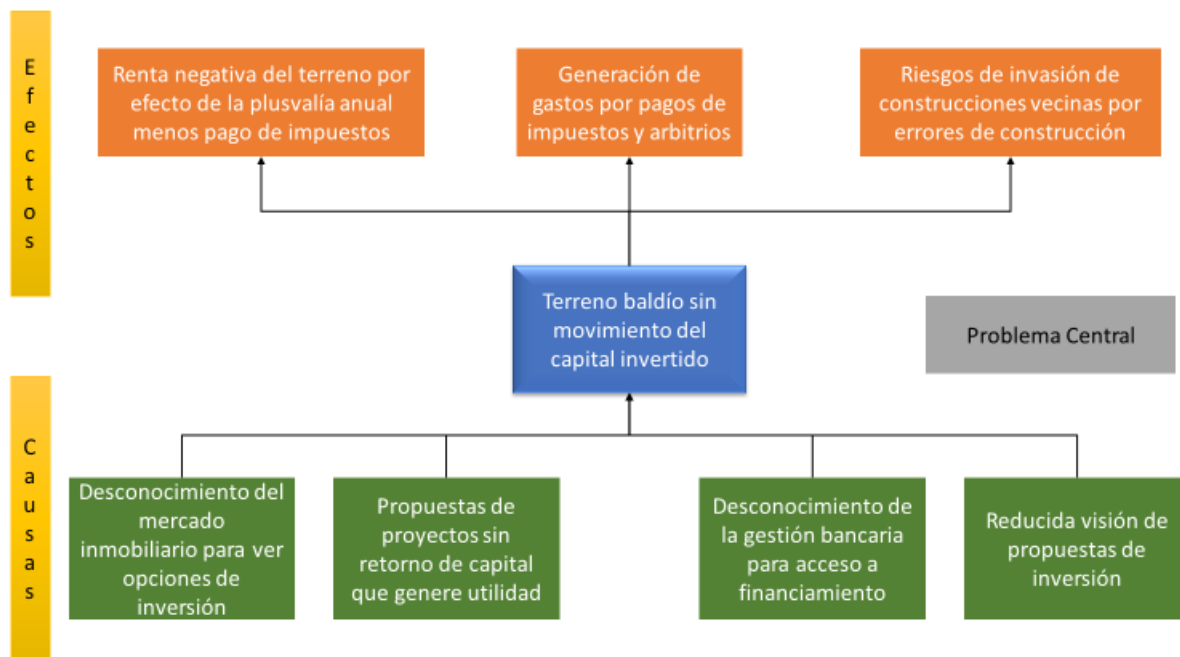 Efectos
Renta negativa del terreno por
efecto de la plusvalía anual
menos pago de impuestos
Generación de
gastos por pagos de
impuestos y arbitrios
Riesgos de invasión de
construcciones vecinas por
errores de construcción
Terreno baldío sin
movimiento del
capital invertido
Problema Central
Causas
Desconocimiento del
mercado
inmobiliario para ver
opciones de
inversión
Propuestas de
proyectos sin
retorno de capital
que genere utilidad
Desconocimiento de
la gestión bancaria
para acceso a
financiamiento
Reducida visión de
propuestas de
inversión